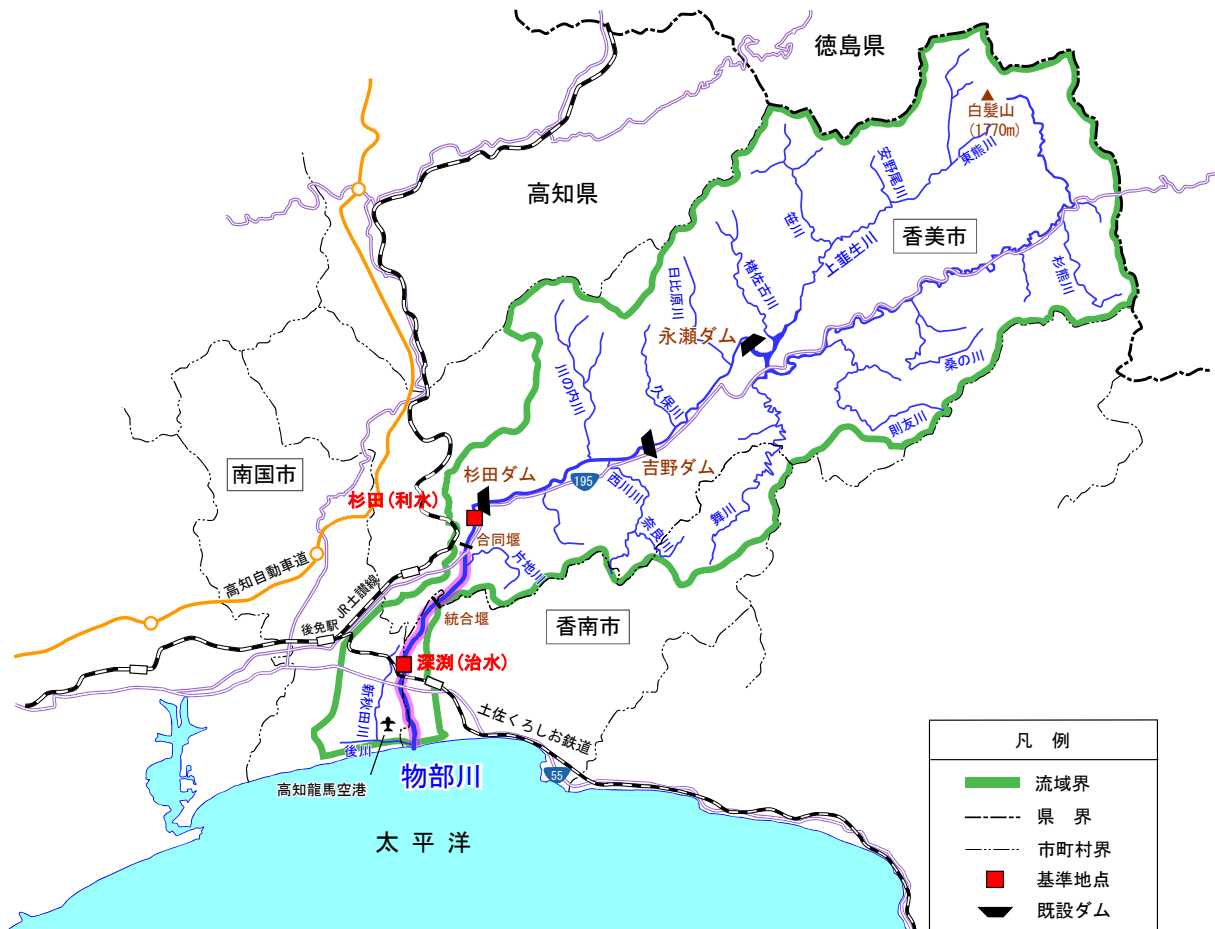 徳島県
白髪山
(1770m)
東熊川
安野尾川
高知県
笹川
香美市
上韮生川
楮佐古川
日比原川
杉熊川
永瀬ダム
桑の川
川の内川
久保川
則友川
吉野ダム
南国市
杉田ダム
195
杉田(利水)
西川川
舞川
奈良川
合同堰
片地川
高知自動車道
JR土讃線
統合堰
後免駅
香南市
深渕(治水)
新秋田川
土佐くろしお鉄道
後川
物部川
55
高知龍馬空港
太平洋
凡 例
流域界
県 界
市町村界
基準地点
既設ダム